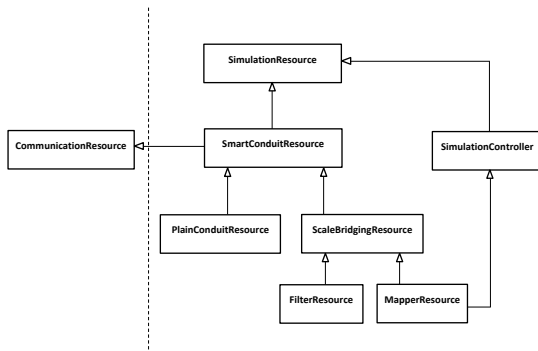 SimulationResource
CommunicationResource
SmartConduitResource
SimulationController
PlainConduitResource
ScaleBridgingResource
FilterResource
MapperResource